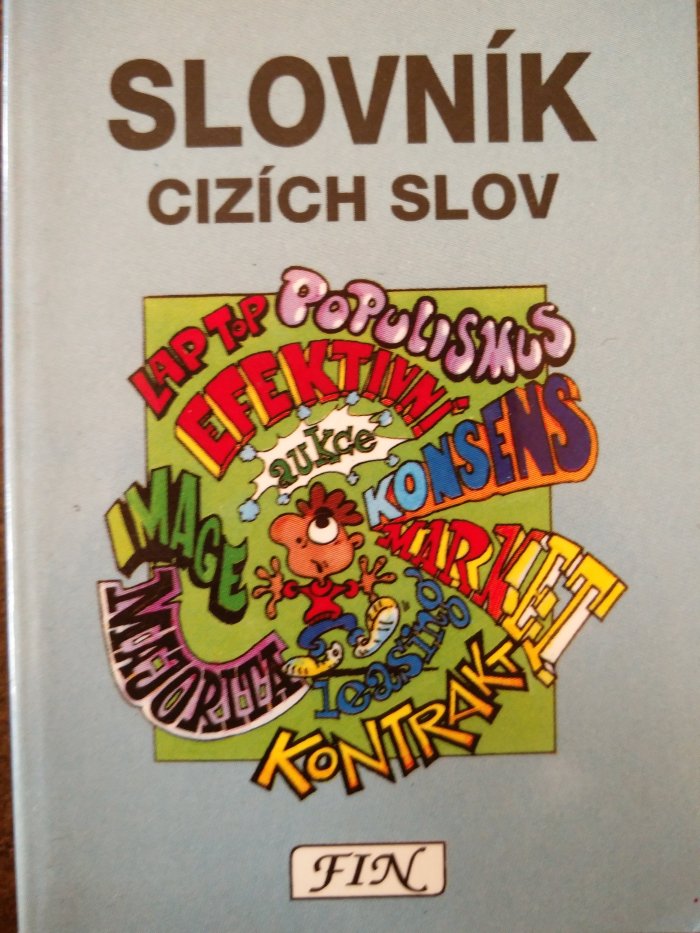 SLOVNÍK
CIZÍCH SLOV
LAPTOP
POPULISMUS
EFEKTIVNÍ
aukce
KONSENS
IMAGE
MARKET!
MAJORITA
leasing
KONTRAKT
FIN